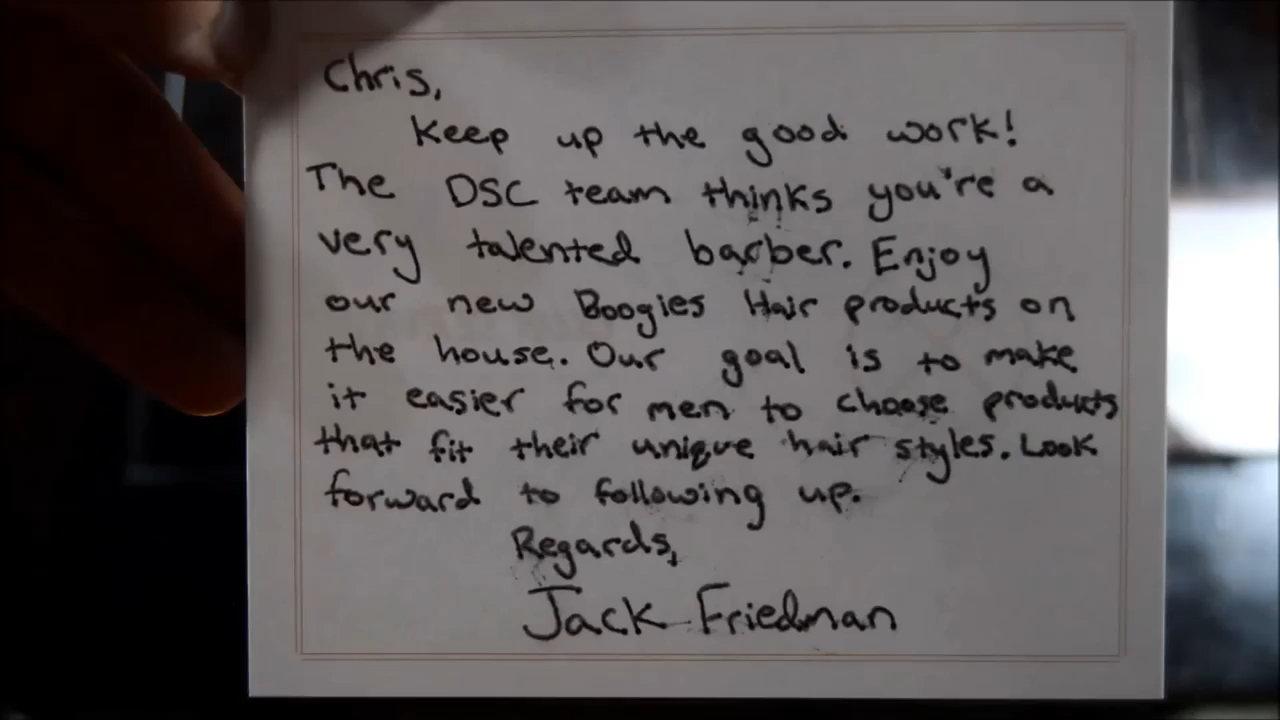 Chris,
Keep up the good work!
The DSC team thinks you're a
very talented barber. Enjoy
our new Boogies Hair products on
the house. Our goal is to make
it easier for men to choose products
that fit their unique hair styles. Look
forward to following up.
Regards,
Jack Friedman